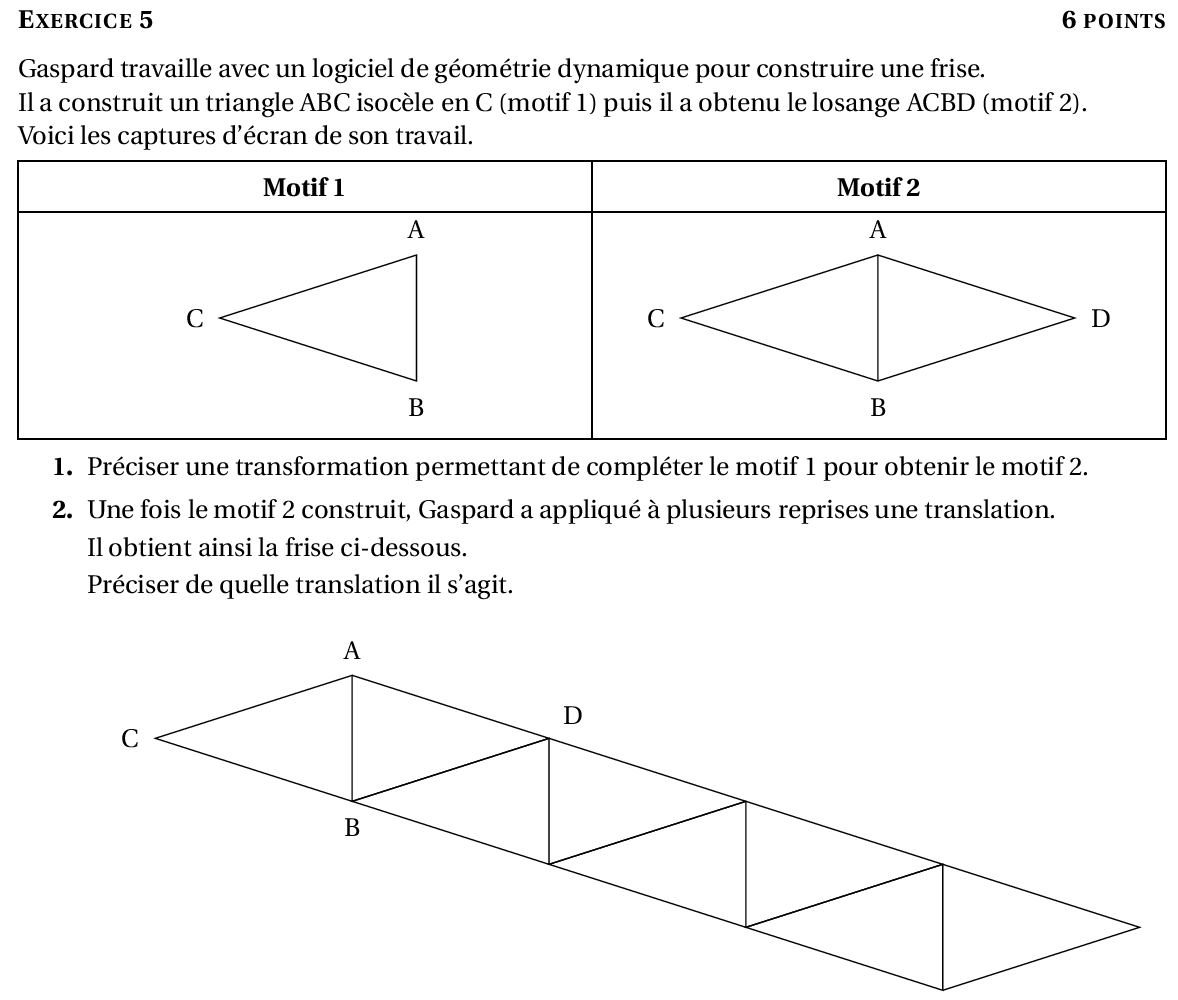 EXERCICE 5 6 POINTS
Gaspard travaille avec un logiciel de géométrie dynamique pour construire une frise.
Il a construit un triangle ABC isocèle en C (motif 1) puis il a obtenu le losange ACBD (motif 2).
Voici les captures d'écran de son travail.
Motif 1 Motif 2
A A
C C D
B B
1. Préciser une transformation permettant de compléter le motif 1 pour obtenir le motif 2.
2. Une fois le motif 2 construit, Gaspard a appliqué à plusieurs reprises une translation.
Il obtient ainsi la frise ci-dessous.
Préciser de quelle translation il s'agit.
A
D
C
B